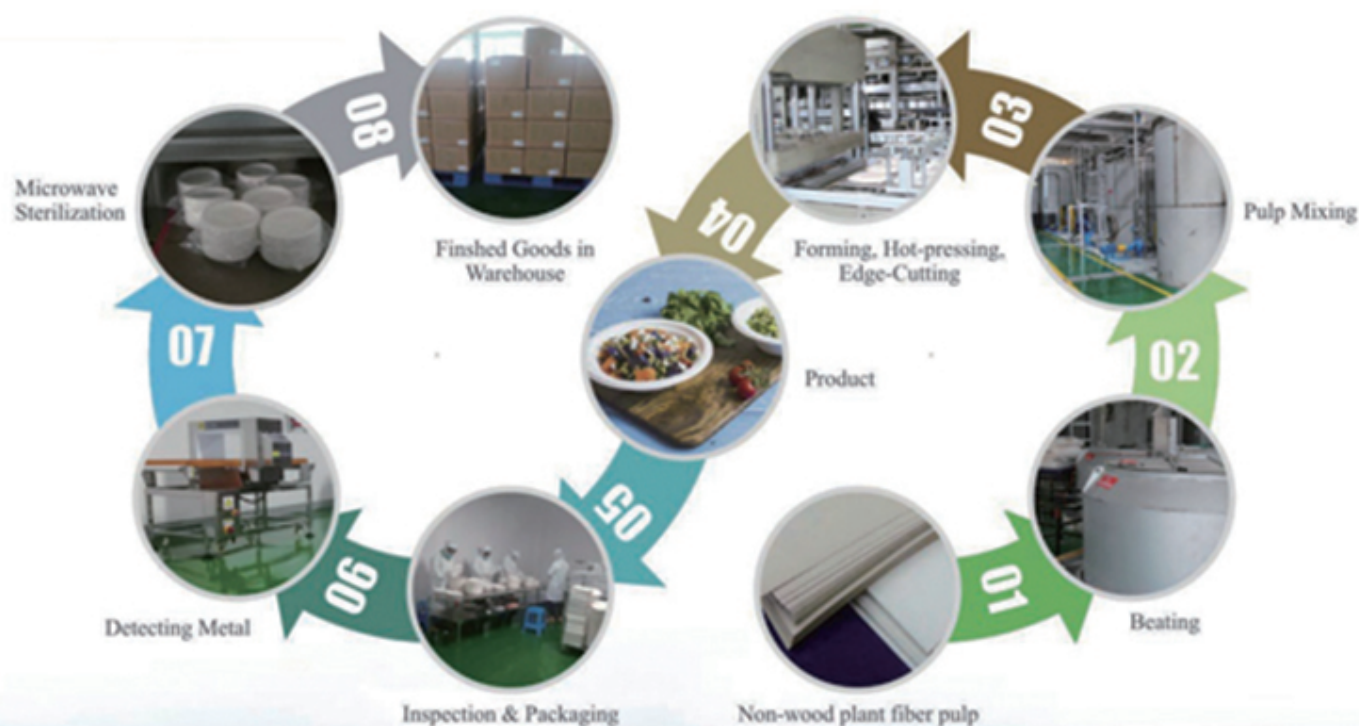 Non-wood plant fiber pulp
01
Beating
02
Pulp Mixing
03
Forming, Hot-pressing,
Edge-Cutting
04
Product
05
Inspection & Packaging
06
Detecting Metal
07
Microwave
Sterilization
08
Finshed Goods in
Warehouse